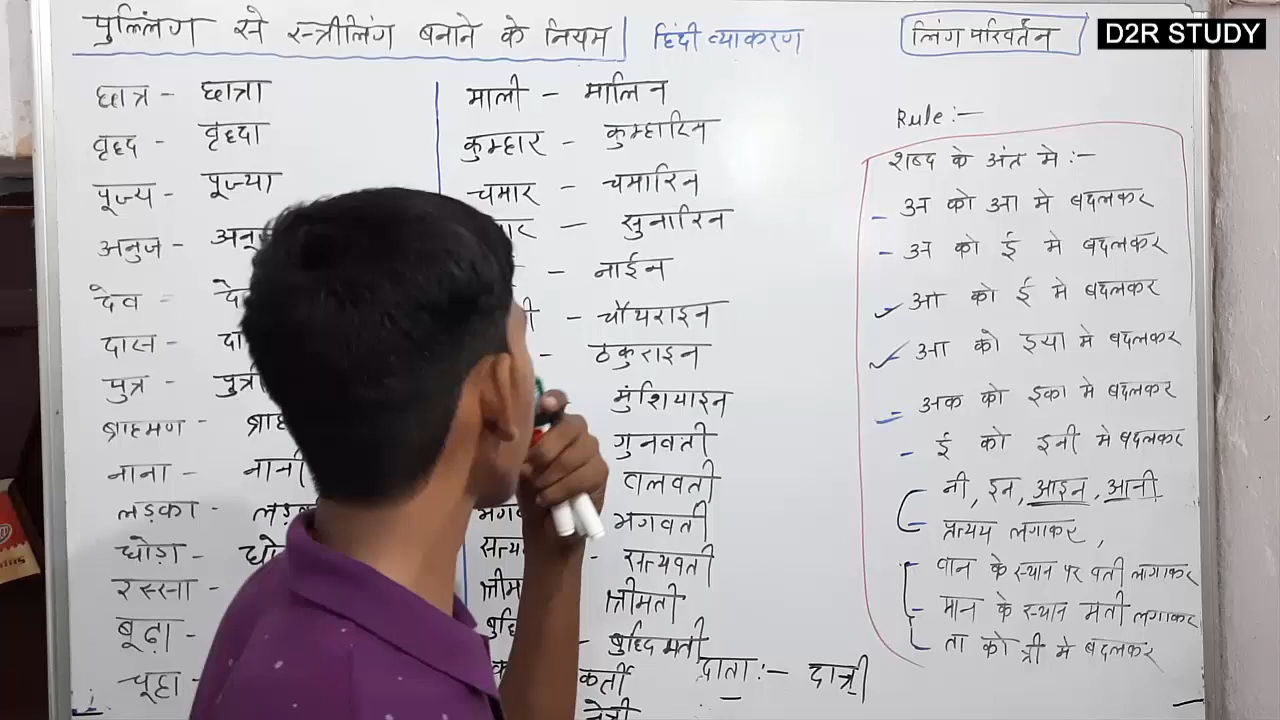 पुल्लिंग से स्त्रीलिंग बनाने के नियम हिंदी व्याकरण
लिंग परिवर्तन
D2R STUDY
छात्र - छात्रा
वृध्द - वृध्दा
पूज्य - पूज्या
अनुज -
देव -
दास -
पुत्र - पुत्री
ब्राहमण -
नाना - नानी
लड़का -
घोड़ा -
रस्सा -
बूढ़ा -
चूहा -
माली - मालिन
कुम्हार - कुम्हारिन
चमार - चमारिन
सुनारिन
- नाईन
- चौधराइन
- ठकुराइन
मुंशियाइन
गुनवती
बलवती
भगवती
सत्यवती
श्रीमती
- बुध्दिमती
कर्ती
नेत्री
दाता :- दात्री
Rule :-
शब्द के अंत मे :-
- अ को आ मे बदलकर
- अ को ई मे बदलकर
आ को ई मे बदलकर
आ को इया मे बदलकर
अक को इका मे बदलकर
- ई को इनी मे बदलकर
नी, इन, आइन, आनी
प्रत्यय लगाकर,
वान के स्थान पर वती लगाकर
- मान के स्थान मती लगाकर
ता को त्री मे बदलकर